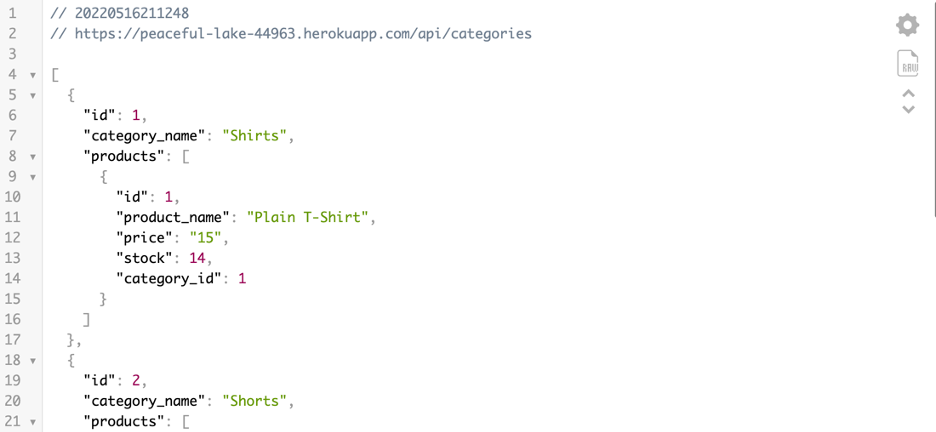 1 // 20220516211248
2 // https://peaceful-lake-44963.herokuapp.com/api/categories
3
4 [
5 {
6 "id": 1,
7 "category_name": "Shirts",
8 "products": [
9 {
10 "id": 1,
11 "product_name": "Plain T-Shirt",
12 "price": "15",
13 "stock": 14,
14 "category_id": 1
15 }
16 ]
17 },
18 {
19 "id": 2,
20 "category_name": "Shorts",
21 "products": [
RAW